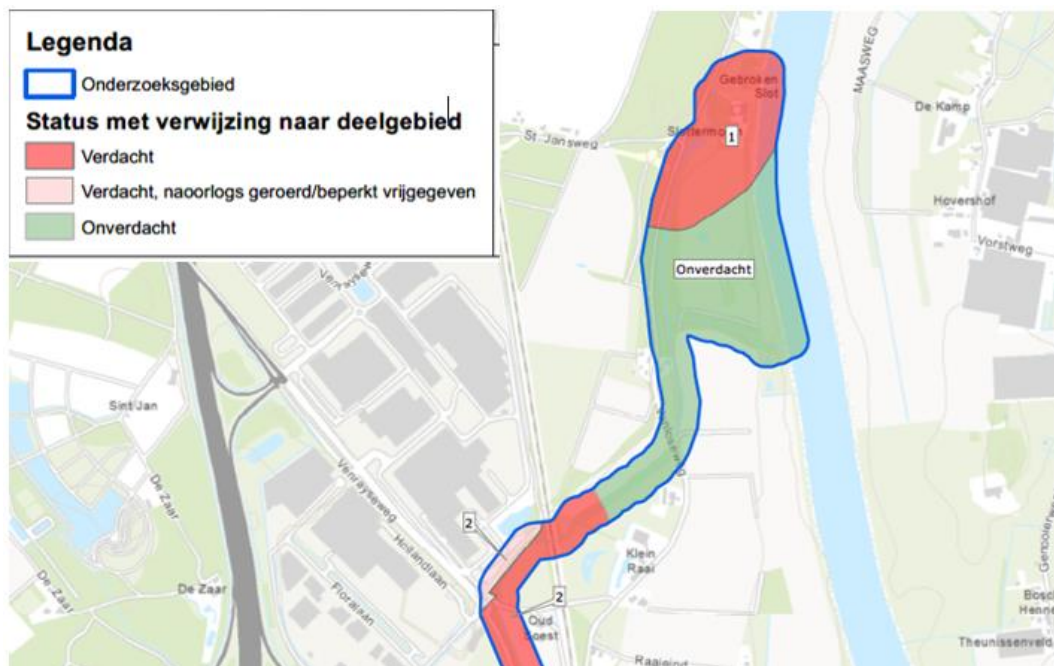 Legenda
Onderzoeksgebied
Status met verwijzing naar deelgebied
Verdacht
Verdacht, naoorlogs geroerd/beperkt vrijgegeven
Onverdacht
Gebroken
Slot
1
St. Jansweg
MAASWEG
De Kamp
Hovershof
Vorstweg
Onverdacht
Sint Jan
De Zaar
Venrayseweg
Hollandlaan
2
De Zaar
De Zaar
Floralaan
Klein
Raai
2
Oud
Raaieind
Theunissenveld